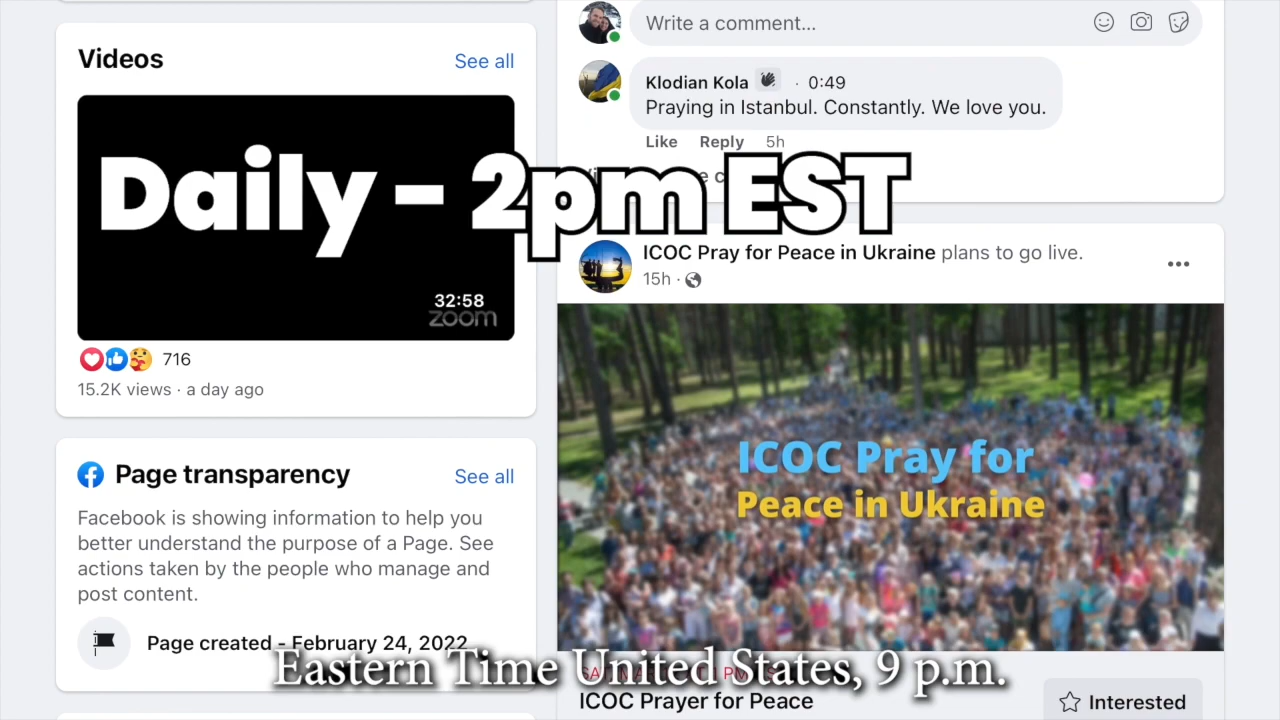 Videos
See all
Daily - 2pm EST
32:58
zoom
716
15.2K views · a day ago
Page transparency
See all
Facebook is showing information to help you
better understand the purpose of a Page. See
actions taken by the people who manage and
post content.
Page created - February 24, 2022
Write a comment...
Klodian Kola · 0:49
Praying in Istanbul. Constantly. We love you.
Like Reply 5h
ICOC Pray for Peace in Ukraine plans to go live.
15h ·
ICOC Pray for
Peace in Ukraine
ICOC Prayer for Peace
Interested
Eastern Time United States, 9 p.m.